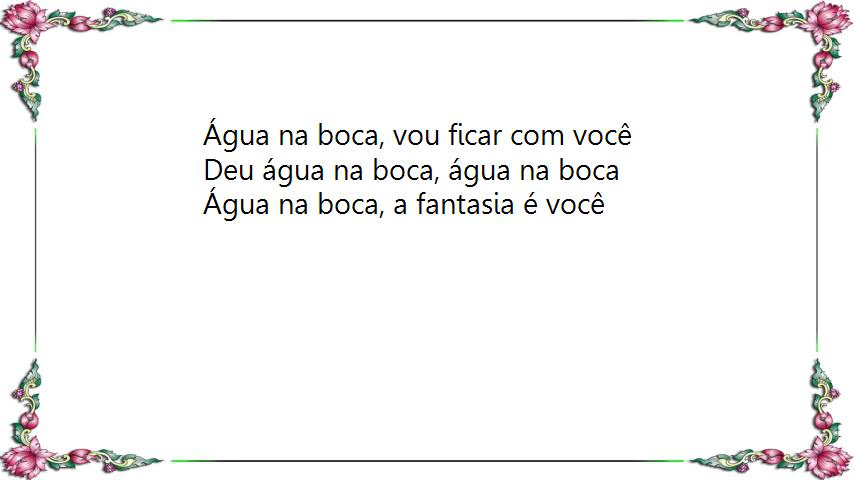 Água na boca, vou ficar com você
Deu água na boca, água na boca
Água na boca, a fantasia é você